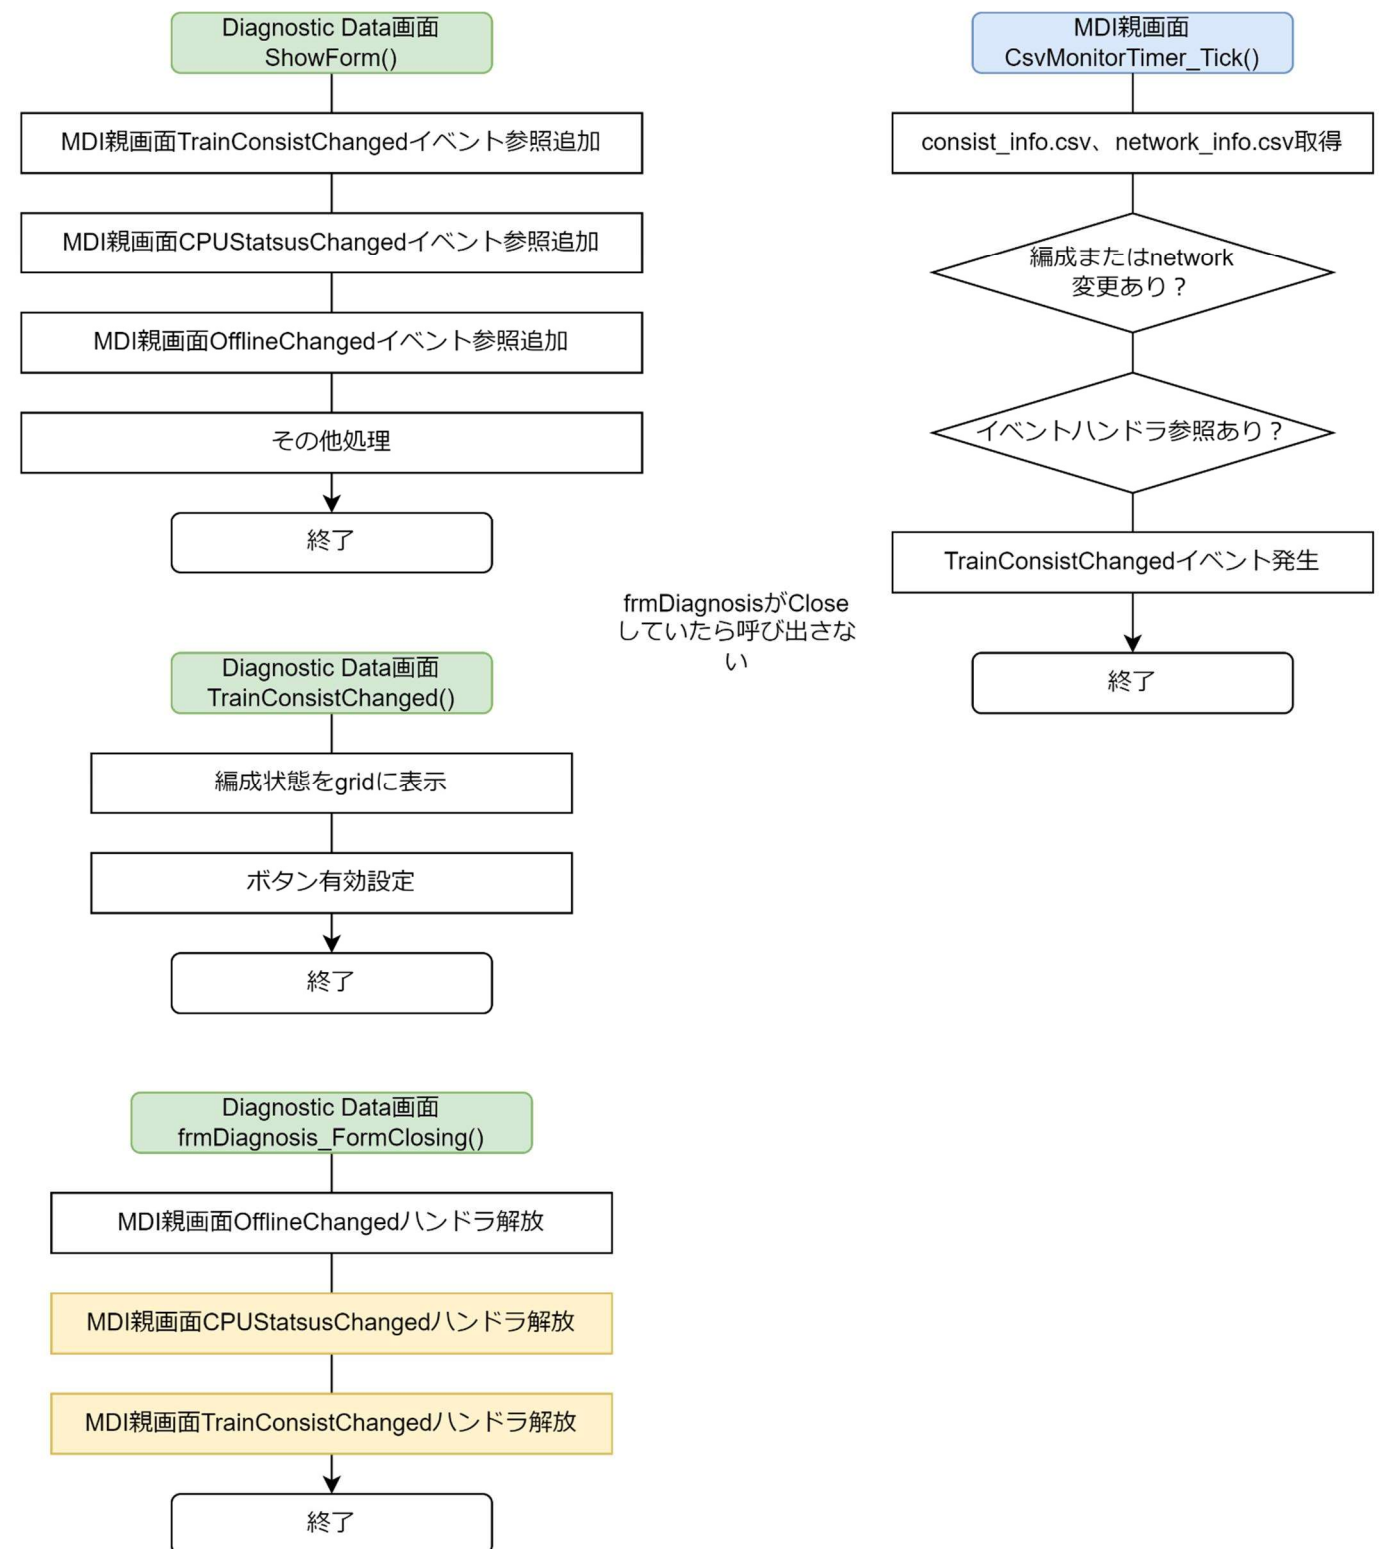 Diagnostic Data画面
ShowForm()
MDI親画面TrainConsistChangedイベント参照追加
MDI親画面CPUStatsusChangedイベント参照追加
MDI親画面OfflineChangedイベント参照追加
その他処理
終了
MDI親画面
CsvMonitorTimer_Tick()
consist_info.csv、network_info.csv取得
編成またはnetwork
変更あり？
イベントハンドラ参照あり？
TrainConsistChangedイベント発生
終了
frmDiagnosisがClose
していたら呼び出さな
い
Diagnostic Data画面
TrainConsistChanged()
編成状態をgridに表示
ボタン有効設定
終了
Diagnostic Data画面
frmDiagnosis_FormClosing()
MDI親画面OfflineChangedハンドラ解放
MDI親画面CPUStatsusChangedハンドラ解放
MDI親画面TrainConsistChangedハンドラ解放
終了